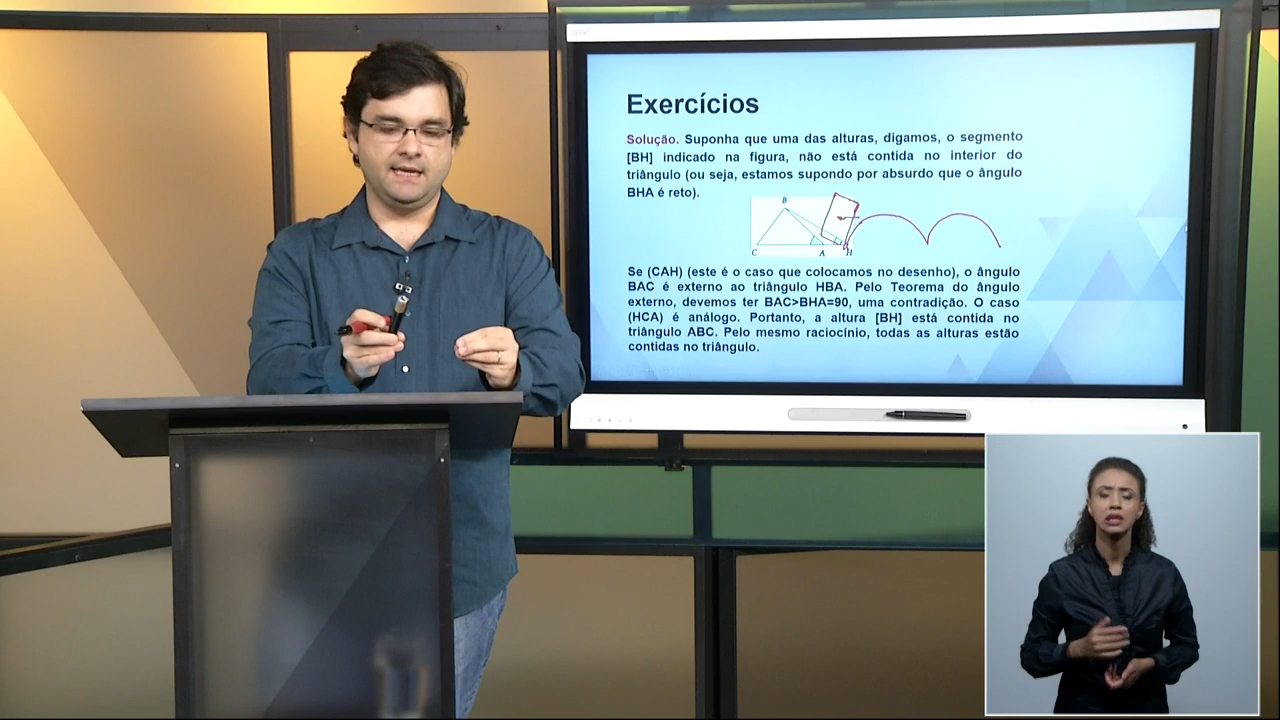 Exercícios
Solução. Suponha que uma das alturas, digamos, o segmento
[BH] indicado na figura, não está contida no interior do
triângulo (ou seja, estamos supondo por absurdo que o ângulo
BHA é reto).
B
C A H
Se (CAH) (este é o caso que colocamos no desenho), o ângulo
BAC é externo ao triângulo HBA. Pelo Teorema do ângulo
externo, devemos ter BAC>BHA=90, uma contradição. O caso
(HCA) é análogo. Portanto, a altura [BH] está contida no
triângulo ABC. Pelo mesmo raciocínio, todas as alturas estão
contidas no triângulo.